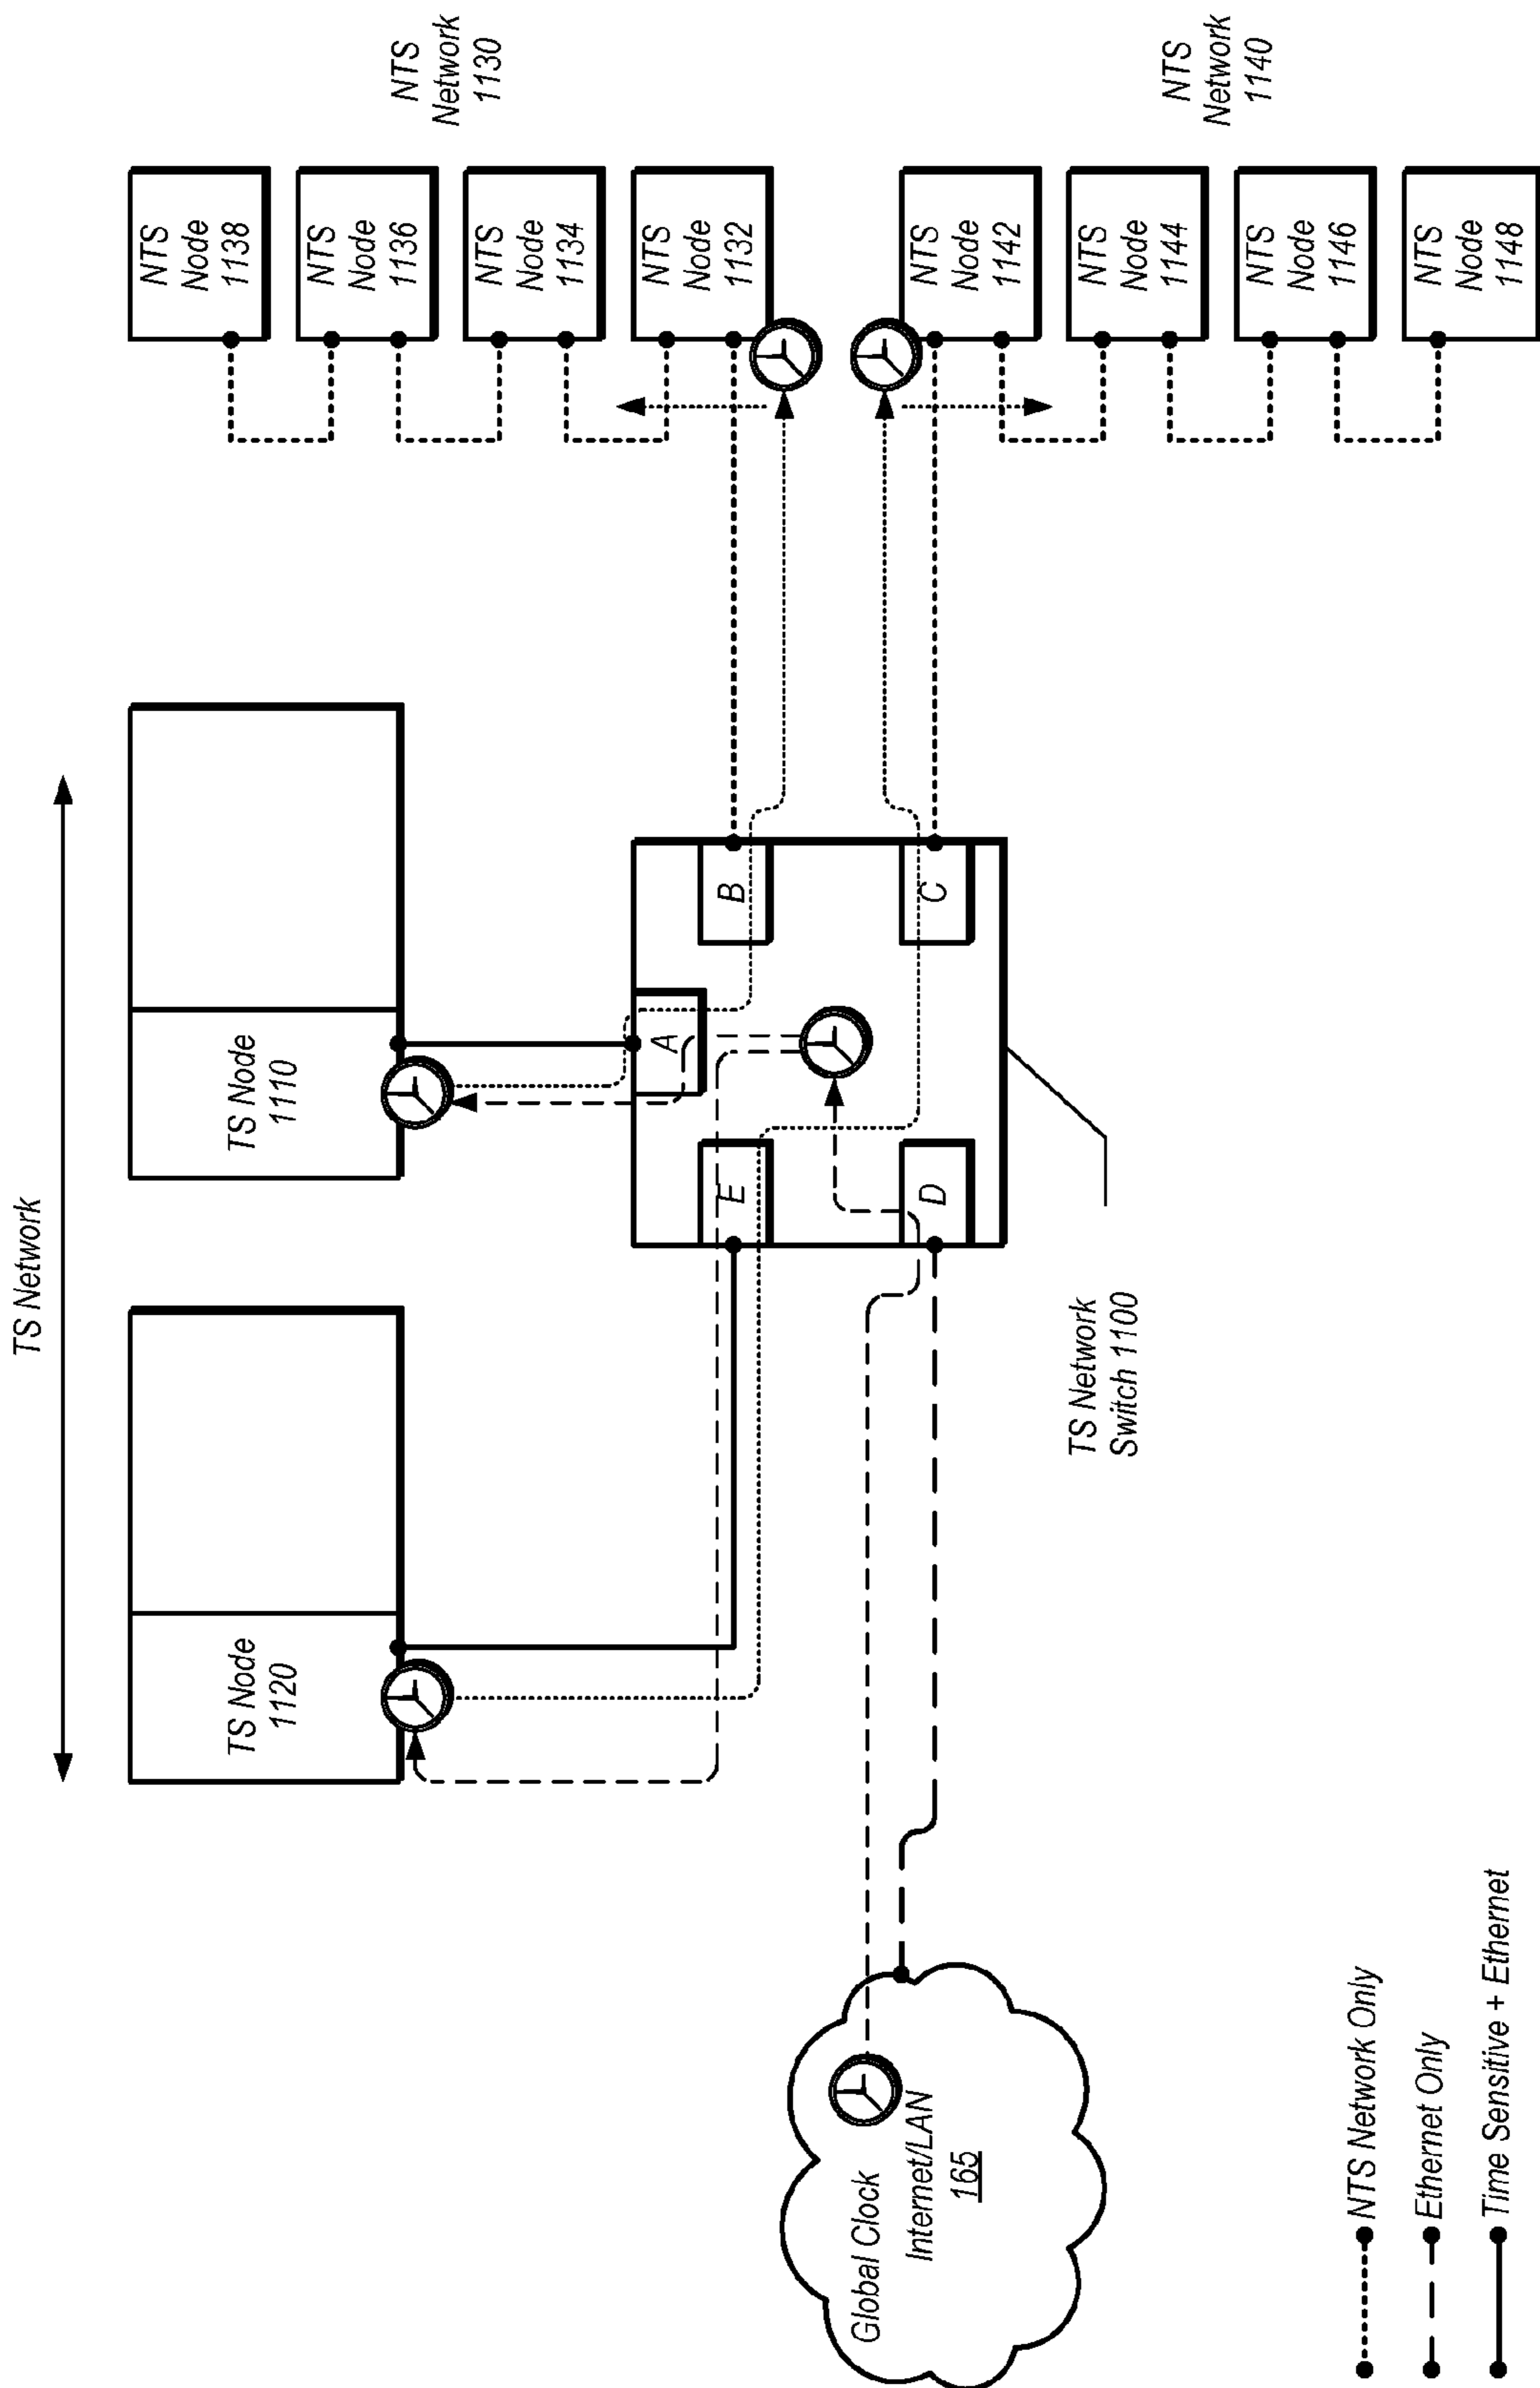 TS Network
TS Node
1120
TS Node
1110
NTS
Node
1138
NTS
Node
1136
NTS
Node
1134
NTS
Node
1132
NTS
Network
1130
NTS
Node
1142
NTS
Node
1144
NTS
Node
1146
NTS
Node
1148
NTS
Network
1140
A
B
C
D
E
TS Network
Switch 1100
Global Clock
Internet/LAN
165
NTS Network Only
Ethernet Only
Time Sensitive + Ethernet